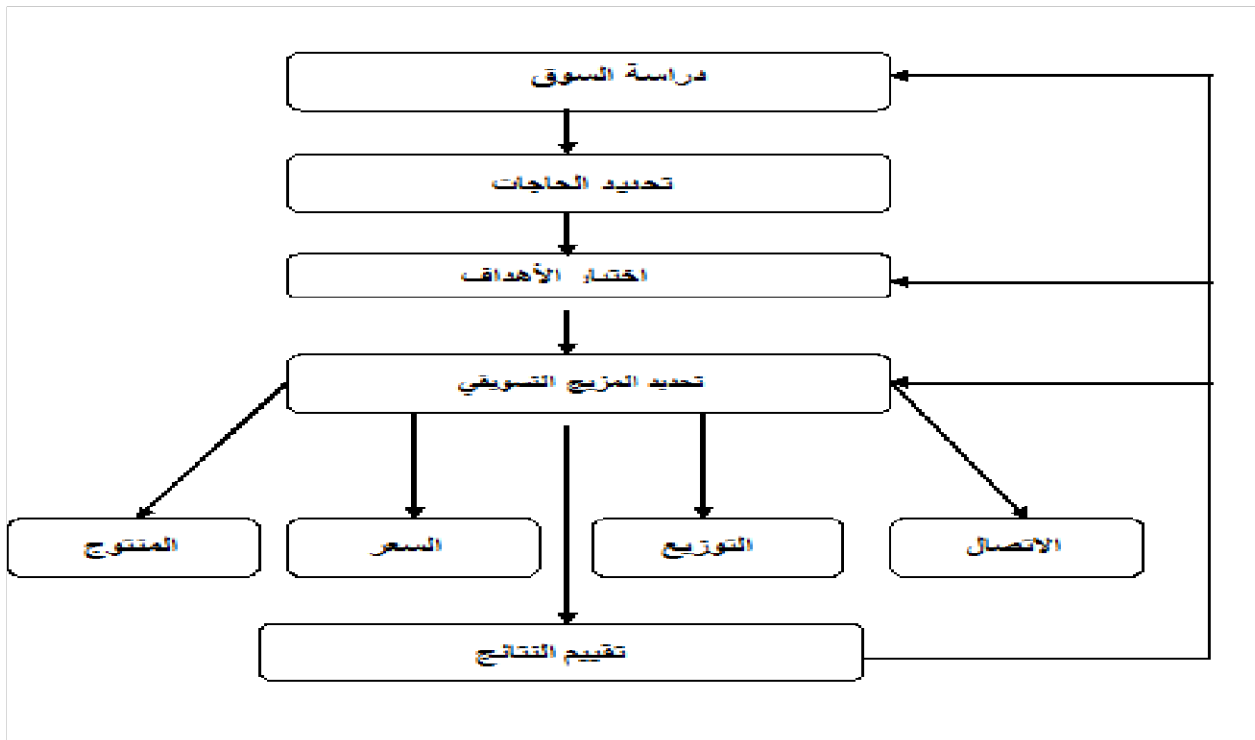 دراسة السوق
تحديد الحاجات
اختيار الأهداف
تحديد المزيج التسويقي
المنتوج
السعر
التوزيع
الاتصال
تقييم النتائج